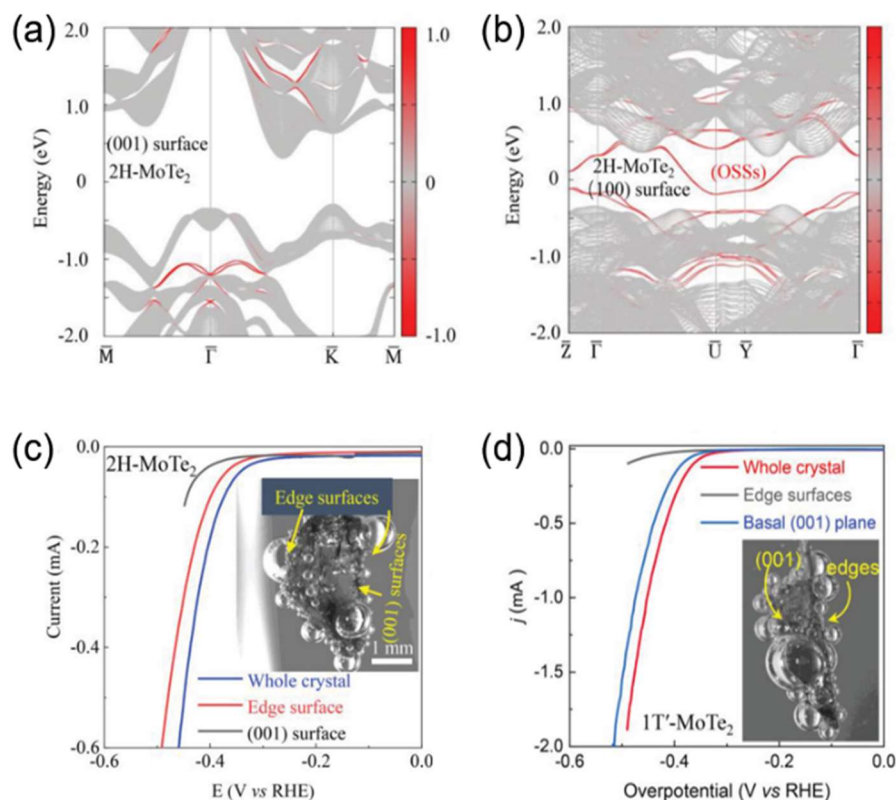 (a)
2.0
1.0
0
-1.0
-2.0
Energy (eV)
(001) surface
2H-MoTe₂
M̅
Γ̅
K̅
M̅
1.0
0
-1.0
(b)
2.0
1.0
0
-1.0
-2.0
Energy (eV)
2H-MoTe₂
(100) surface
(OSSs)
Z̅
Γ̅
U̅
Y̅
Γ̅
(c)
0.0
-0.2
-0.4
-0.6
Current (mA)
2H-MoTe₂
Edge surfaces
(001) surfaces
1 mm
Whole crystal
Edge surface
(001) surface
-0.6
-0.4
-0.2
0.0
E (V vs RHE)
(d)
0.0
-0.5
-1.0
-1.5
-2.0
j (mA)
Whole crystal
Edge surfaces
Basal (001) plane
(001)
edges
1T′-MoTe₂
-0.6
-0.4
-0.2
0.0
Overpotential (V vs RHE)